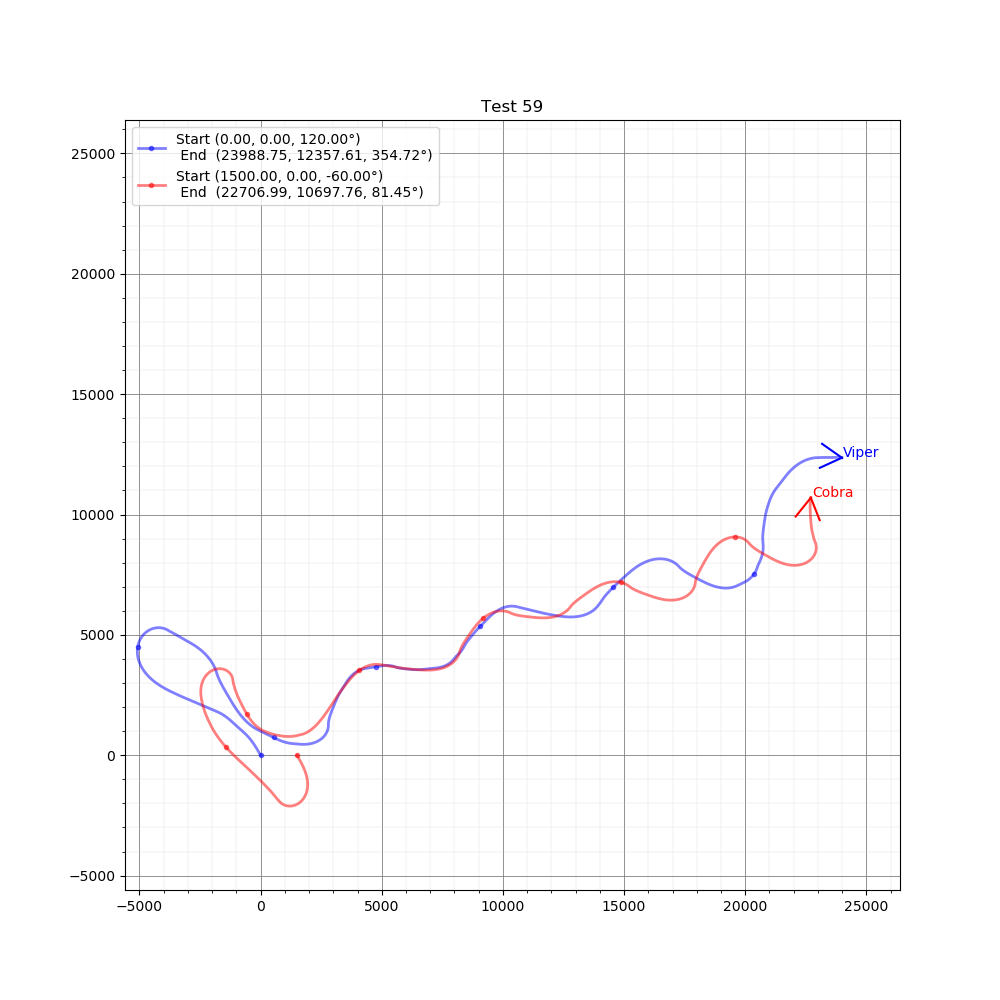 Test 59
Start (0.00, 0.00, 120.00°)
End (23988.75, 12357.61, 354.72°)
Start (1500.00, 0.00, -60.00°)
End (22706.99, 10697.76, 81.45°)
25000
20000
15000
10000
5000
0
−5000
Viper
Cobra
−5000 0 5000 10000 15000 20000 25000